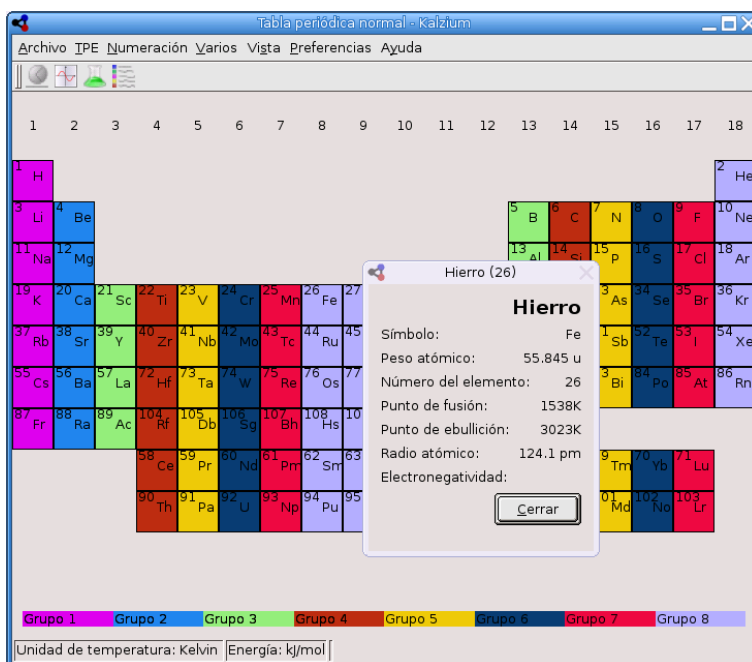 Tabla periódica normal - Kalzium
Archivo TPE Numeración Varios Vista Preferencias Ayuda
1 2 3 4 5 6 7 8 9 10 11 12 13 14 15 16 17 18
1 H 2 He
3 Li 4 Be 5 B 6 C 7 N 8 O 9 F 10 Ne
11 Na 12 Mg 13 Al 14 Si 15 P 16 S 17 Cl 18 Ar
19 K 20 Ca 21 Sc 22 Ti 23 V 24 Cr 25 Mn 26 Fe 27 3 As 34 Se 35 Br 36 Kr
37 Rb 38 Sr 39 Y 40 Zr 41 Nb 42 Mo 43 Tc 44 Ru 45 1 Sb 52 Te 53 I 54 Xe
55 Cs 56 Ba 57 La 72 Hf 73 Ta 74 W 75 Re 76 Os 77 3 Bi 84 Po 85 At 86 Rn
87 Fr 88 Ra 89 Ac 104 Rf 105 Db 106 Sg 107 Bh 108 Hs 10
58 Ce 59 Pr 60 Nd 61 Pm 62 Sm 63 9 Tm 70 Yb 71 Lu
90 Th 91 Pa 92 U 93 Np 94 Pu 95 01 Md 102 No 103 Lr
Hierro (26)
Hierro
Símbolo: Fe
Peso atómico: 55.845 u
Número del elemento: 26
Punto de fusión: 1538K
Punto de ebullición: 3023K
Radio atómico: 124.1 pm
Electronegatividad:
Cerrar
Grupo 1 Grupo 2 Grupo 3 Grupo 4 Grupo 5 Grupo 6 Grupo 7 Grupo 8
Unidad de temperatura: Kelvin Energía: kJ/mol